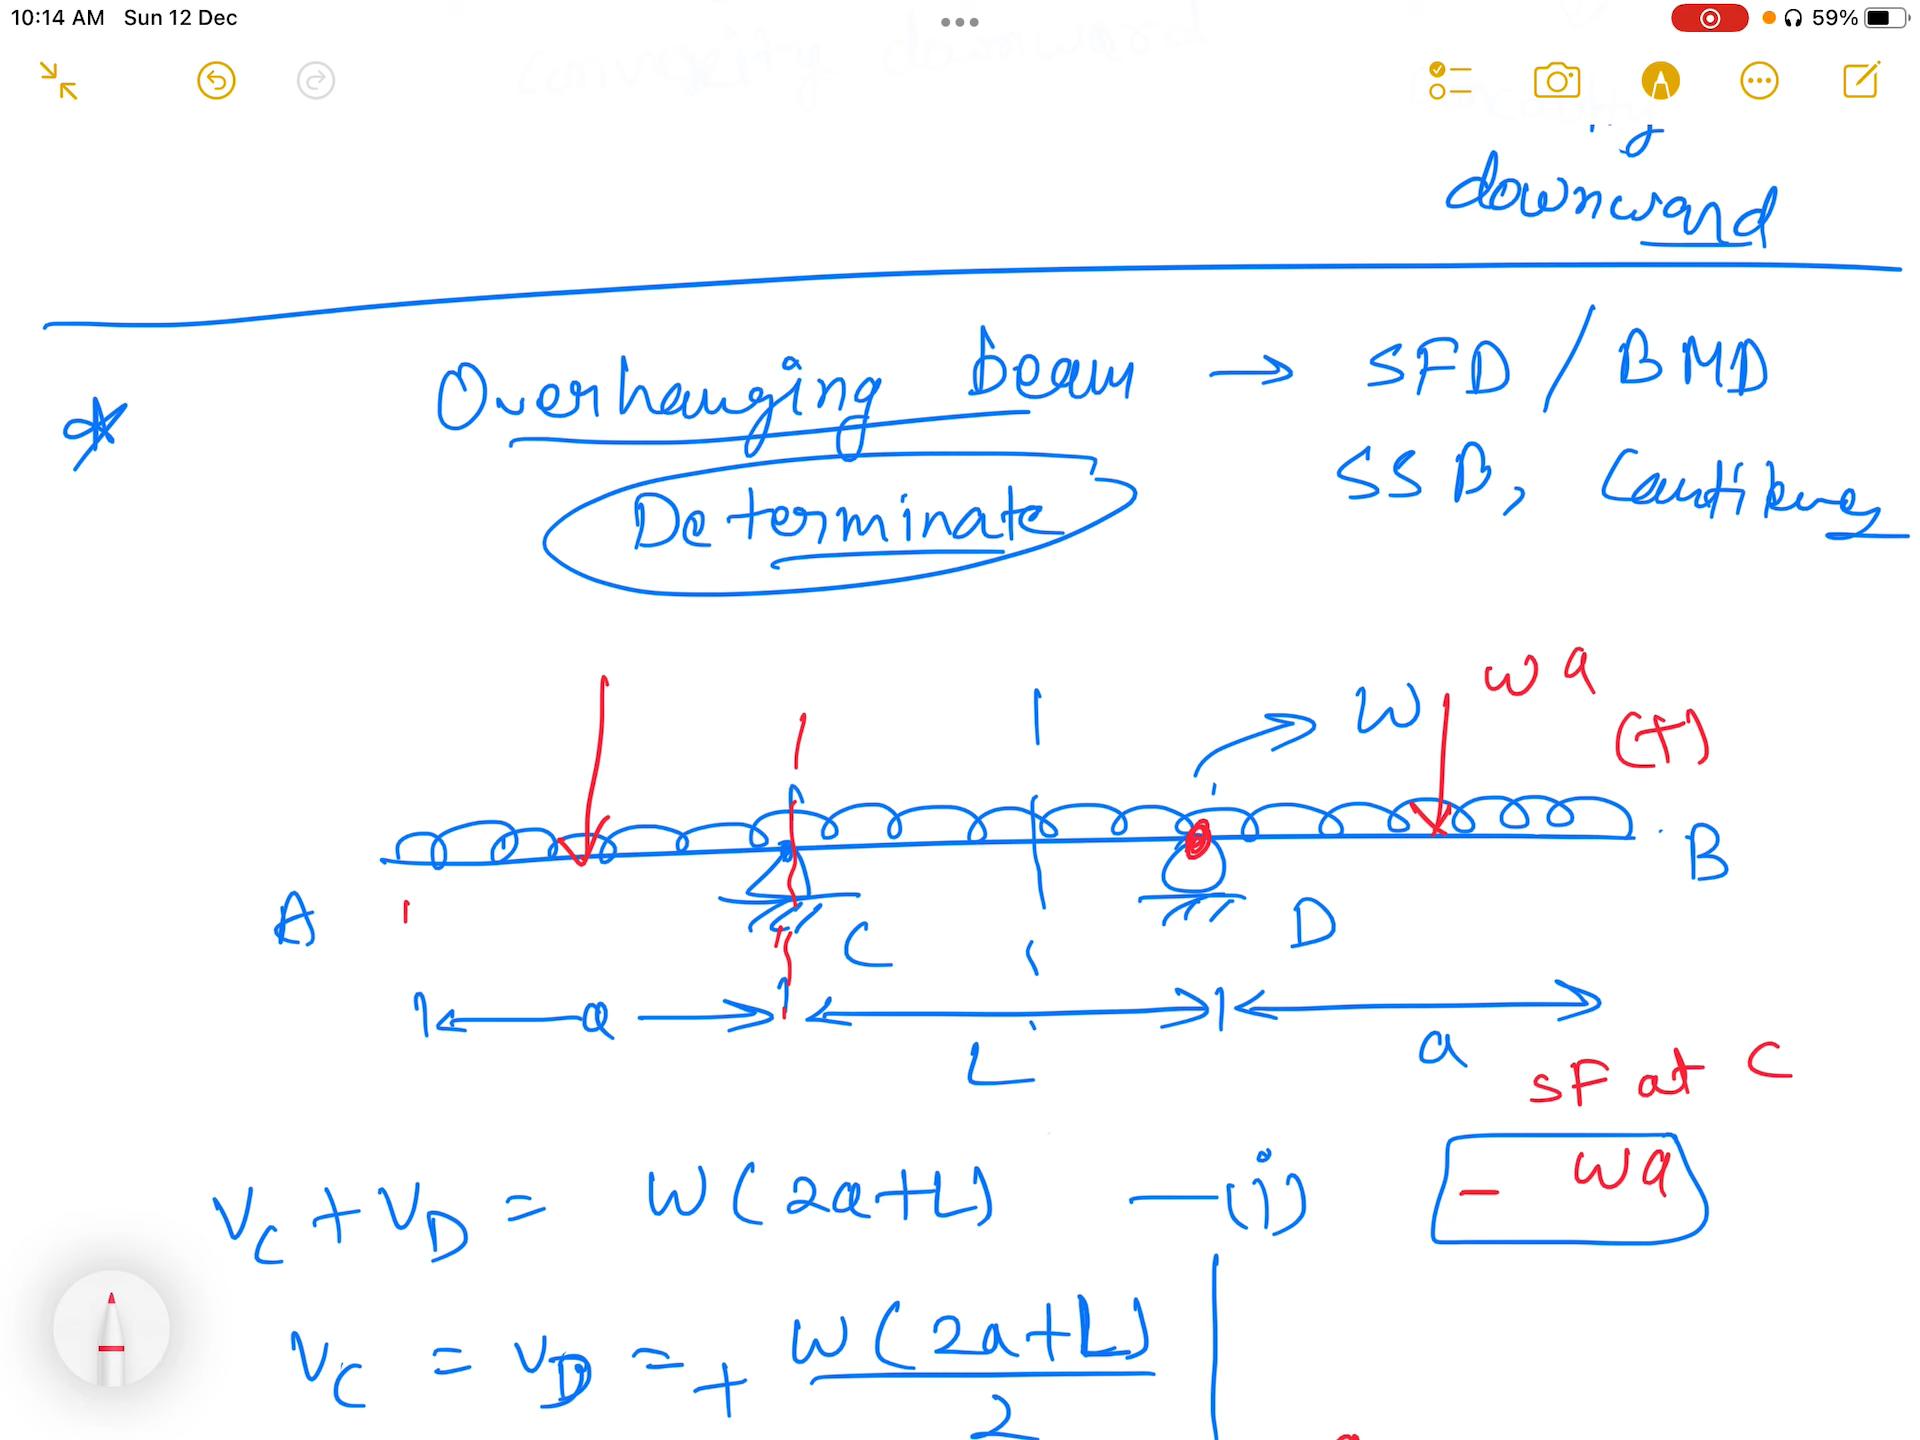 10:14 AM Sun 12 Dec
59%
downward
* Overhanging beam → SFD / BMD
Determinate
SSB, Cantilever
wa
W
(+)
A
C
D
B
a
L
a
SF at C
- wa
Vc + VD = W(2a+L) —(i)
Vc = VD = + W(2a+L)
2